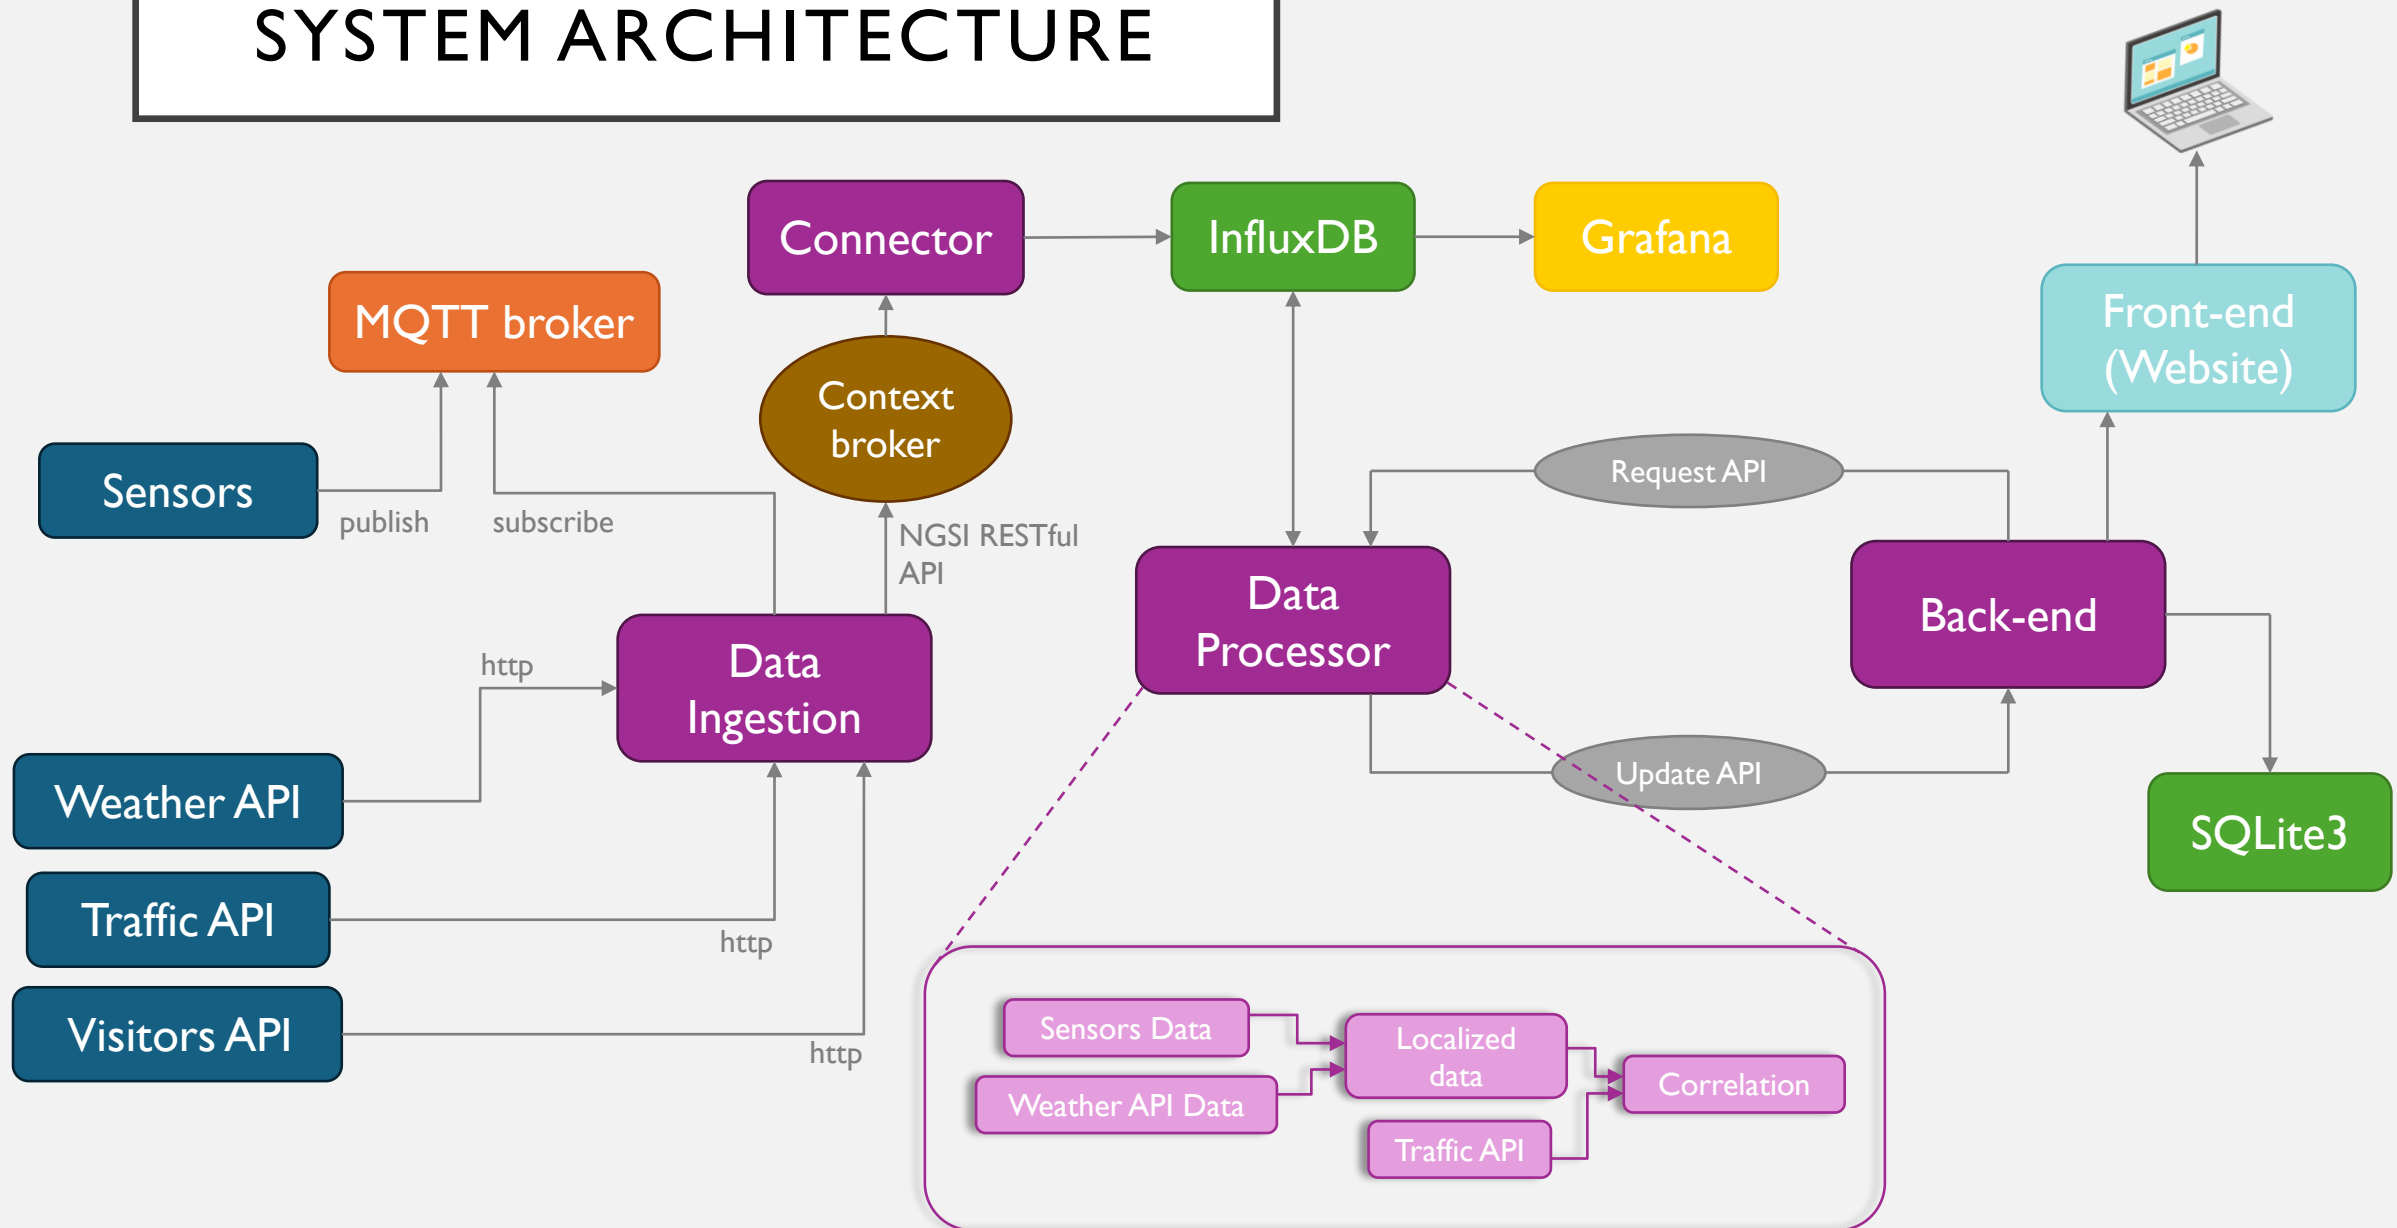 SYSTEM ARCHITECTURE
Connector
InfluxDB
Grafana
MQTT broker
Front-end
(Website)
Context
broker
Sensors
publish
subscribe
NGSI RESTful
API
Request API
Data
Processor
Back-end
http
Data
Ingestion
Weather API
Update API
SQLite3
Traffic API
http
Visitors API
http
Sensors Data
Localized
data
Weather API Data
Correlation
Traffic API